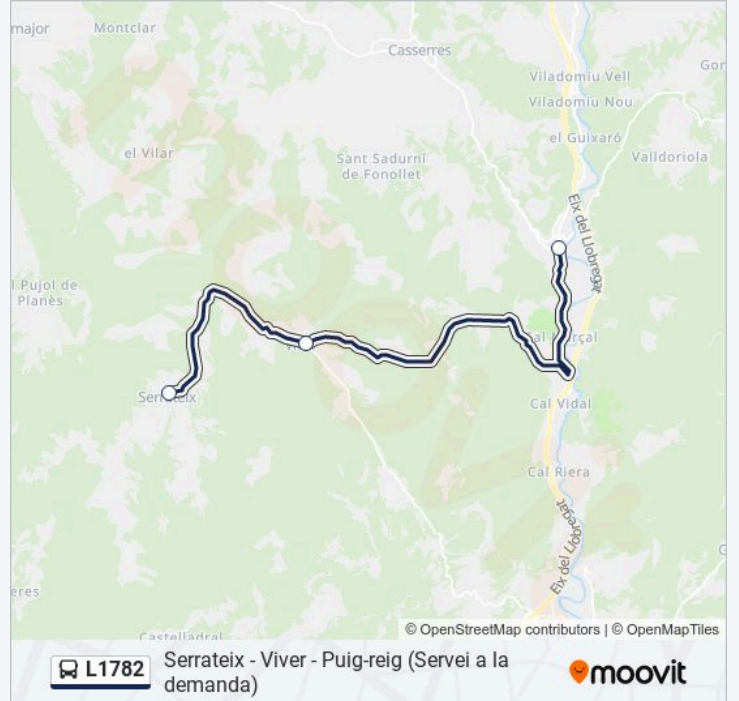 major
Montclar
Casserres
Gor
Viladomiu Vell
Viladomiu Nou
el Guixaró
Valldoriola
el Vilar
Sant Sadurní
de Fonollet
Eix del Llobregat
l Pujol de
Planès
Cal Marçal
Serrateix
Cal Vidal
Cal Riera
Eix del Llobregat
eres
Castelladral
© OpenStreetMap contributors | © OpenMapTiles
L1782
Serrateix - Viver - Puig-reig (Servei a la
demanda)
moovit